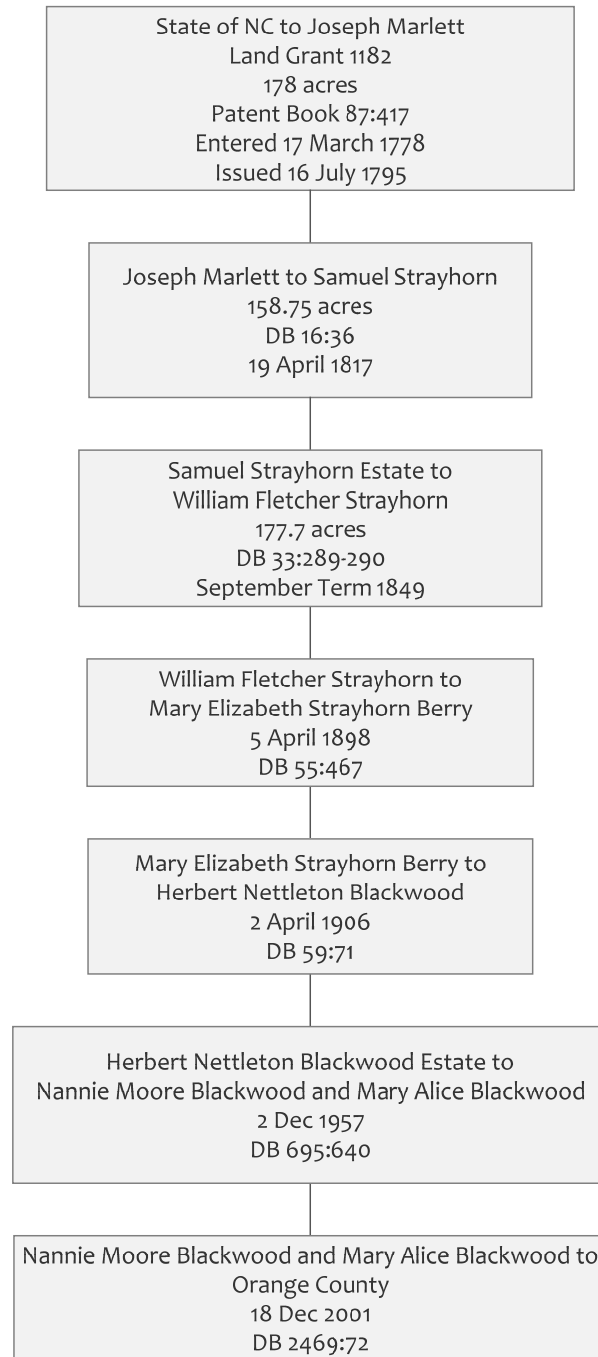 State of NC to Joseph Marlett
Land Grant 1182
178 acres
Patent Book 87:417
Entered 17 March 1778
Issued 16 July 1795
Joseph Marlett to Samuel Strayhorn
158.75 acres
DB 16:36
19 April 1817
Samuel Strayhorn Estate to
William Fletcher Strayhorn
177.7 acres
DB 33:289-290
September Term 1849
William Fletcher Strayhorn to
Mary Elizabeth Strayhorn Berry
5 April 1898
DB 55:467
Mary Elizabeth Strayhorn Berry to
Herbert Nettleton Blackwood
2 April 1906
DB 59:71
Herbert Nettleton Blackwood Estate to
Nannie Moore Blackwood and Mary Alice Blackwood
2 Dec 1957
DB 695:640
Nannie Moore Blackwood and Mary Alice Blackwood to
Orange County
18 Dec 2001
DB 2469:72